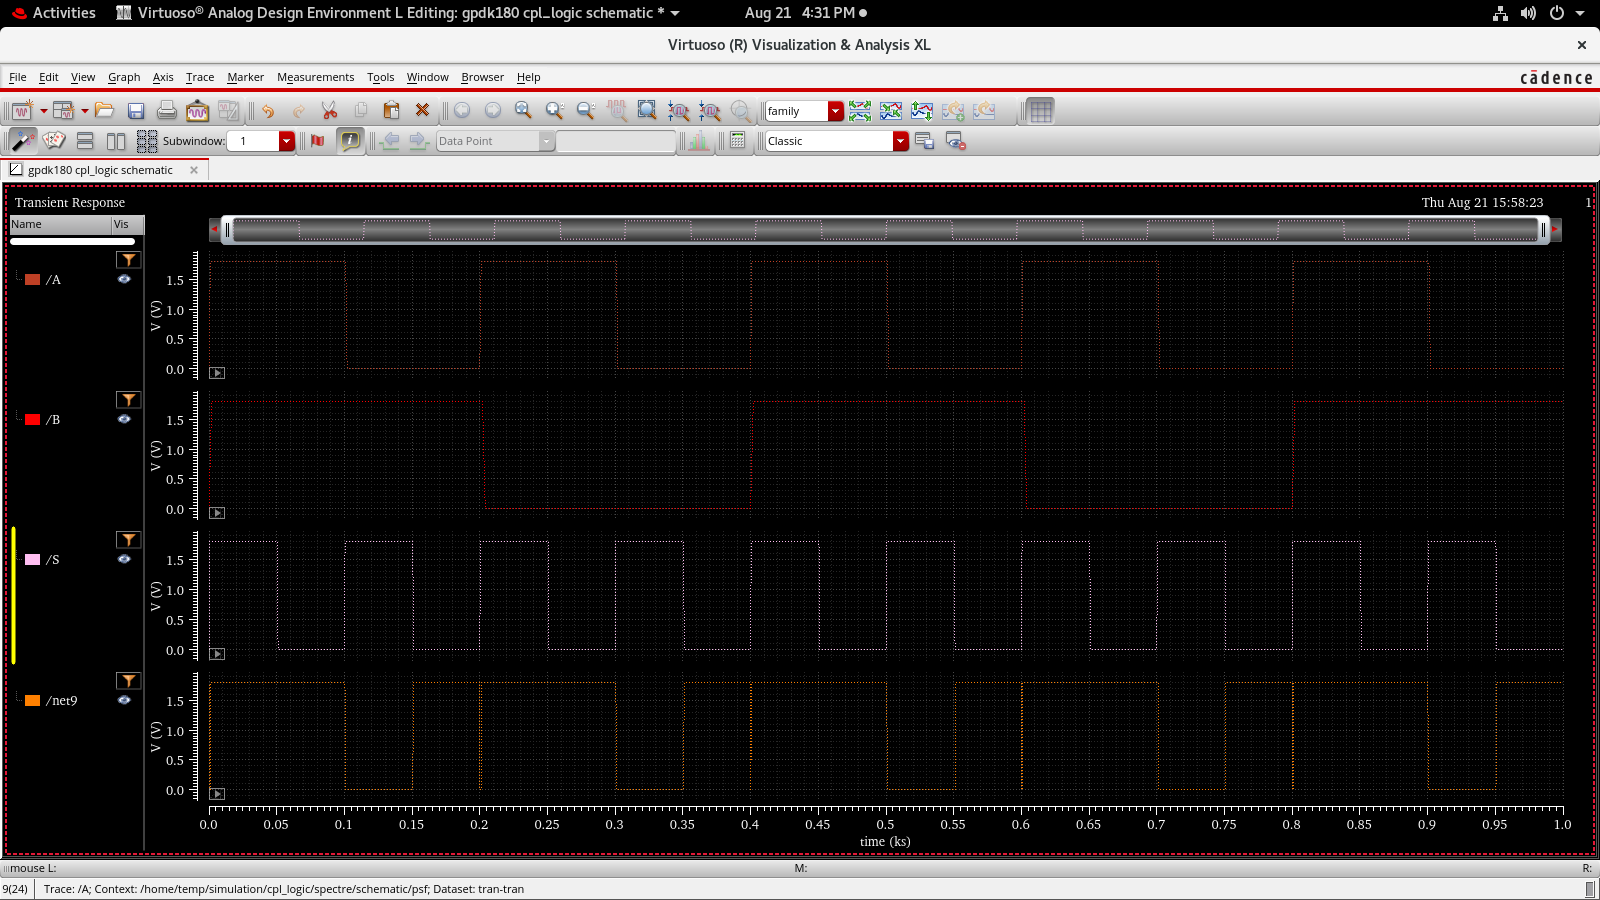 Activities Virtuoso® Analog Design Environment L Editing: gpdk180 cpl_logic schematic * Aug 21 4:31 PM
Virtuoso (R) Visualization & Analysis XL
File Edit View Graph Axis Trace Marker Measurements Tools Window Browser Help cādence
family
Subwindow: 1 Data Point Classic
gpdk180 cpl_logic schematic
Transient Response Thu Aug 21 15:58:23 1
Name Vis
/A
V (V)
1.5
1.0
0.5
0.0
/B
V (V)
1.5
1.0
0.5
0.0
/S
V (V)
1.5
1.0
0.5
0.0
/net9
V (V)
1.5
1.0
0.5
0.0
0.0 0.05 0.1 0.15 0.2 0.25 0.3 0.35 0.4 0.45 0.5 0.55 0.6 0.65 0.7 0.75 0.8 0.85 0.9 0.95 1.0
time (ks)
mouse L: M: R:
9(24) Trace: /A; Context: /home/temp/simulation/cpl_logic/spectre/schematic/psf; Dataset: tran-tran